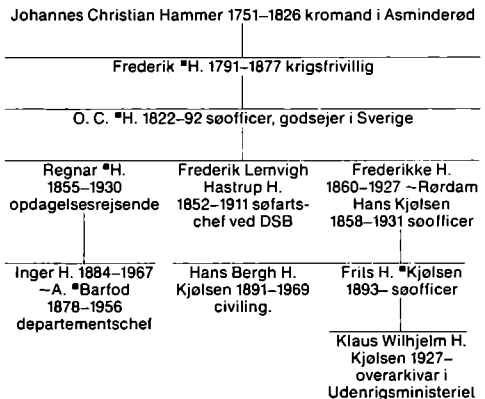 Johannes Christian Hammer 1751–1826 kromand i Asminderød
Frederik *H. 1791–1877 krigsfrivillig
O. C. *H. 1822–92 søofficer, godsejer i Sverige
Regnar *H.
1855–1930
opdagelsesrejsende
Frederik Lemvigh
Hastrup H.
1852–1911 søfarts-
chef ved DSB
Frederikke H.
1860–1927 ~Rørdam
Hans Kjølsen
1858–1931 søofficer
Inger H. 1884–1967
~A. *Barfod
1878–1956
departementschef
Hans Bergh H.
Kjølsen 1891–1969
civiling.
Frits H. *Kjølsen
1893– søofficer
Klaus Wilhjelm H.
Kjølsen 1927–
overarkivar i
Udenrigsministeriet